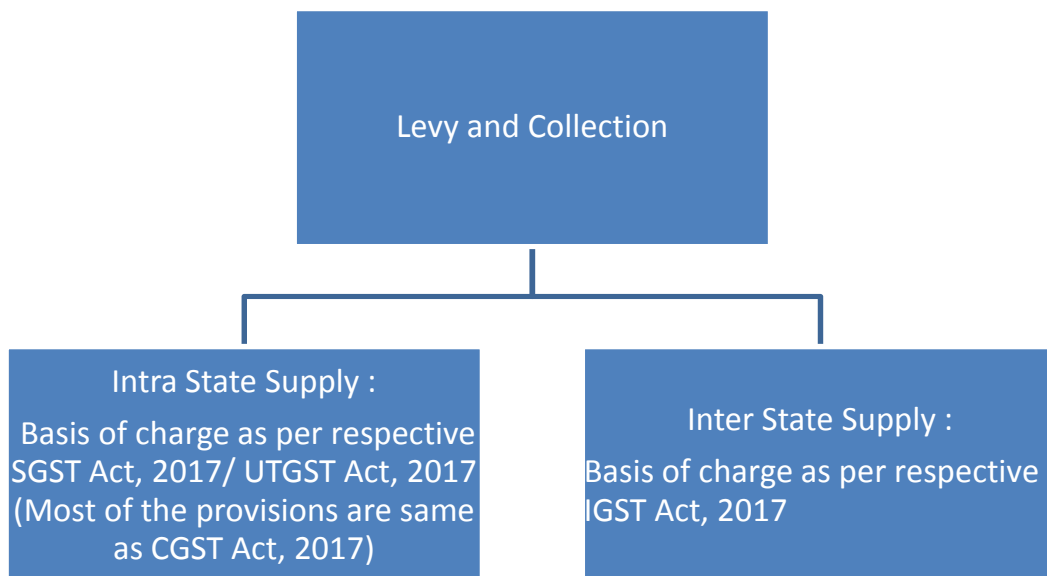 Levy and Collection
Intra State Supply :
Basis of charge as per respective
SGST Act, 2017/ UTGST Act, 2017
(Most of the provisions are same
as CGST Act, 2017)
Inter State Supply :
Basis of charge as per respective
IGST Act, 2017